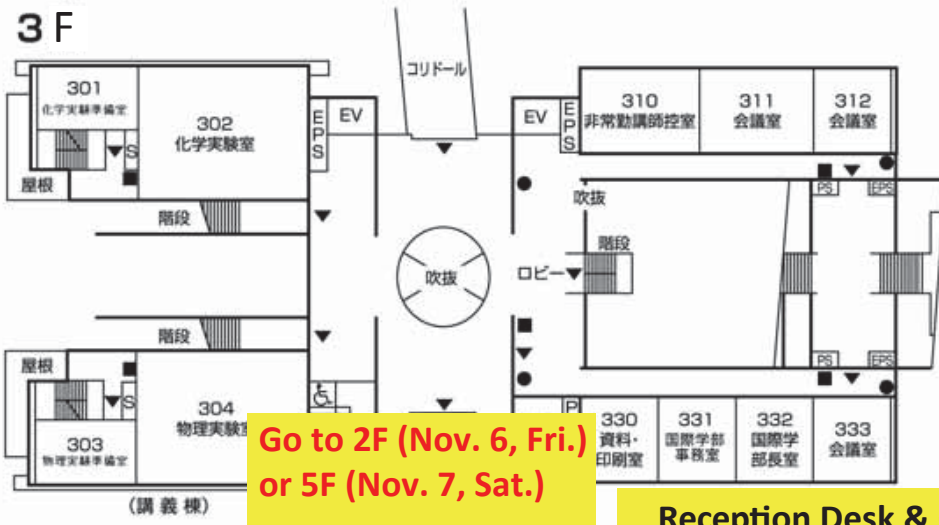 3 F
コリドール
301
化学実験準備室
302
化学実験室
EPS
EV
EV
EPS
310
非常勤講師控室
311
会議室
312
会議室
S
屋根
階段
吹抜
PS
EPS
吹抜
ロビー
階段
階段
屋根
S
303
物理実験準備室
304
物理実験室
PS
EPS
P
330
資料・
印刷室
331
国際学部
事務室
332
国際学
部長室
333
会議室
(講義棟)
Go to 2F (Nov. 6, Fri.)
or 5F (Nov. 7, Sat.)
Reception Desk &